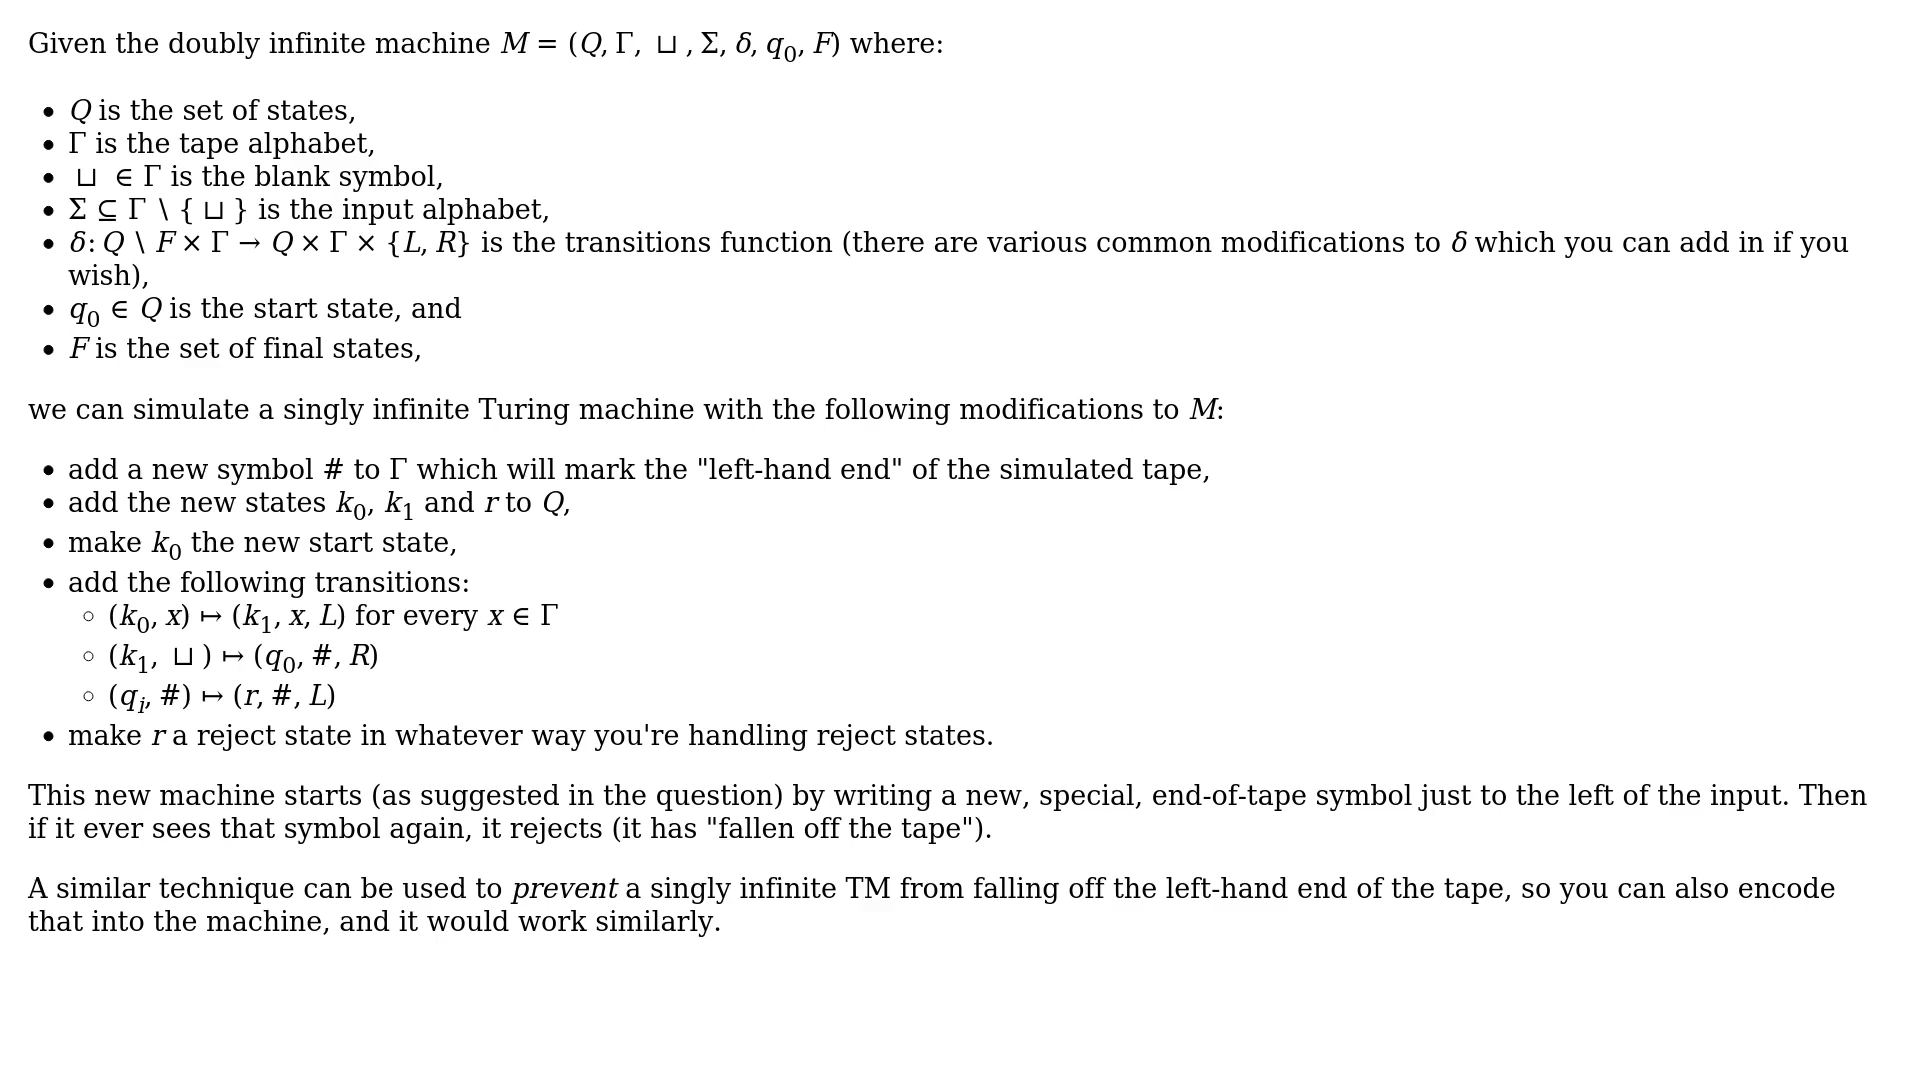 Given the doubly infinite machine M = (Q, Γ, ⊔, Σ, δ, q₀, F) where:
• Q is the set of states,
• Γ is the tape alphabet,
• ⊔ ∈ Γ is the blank symbol,
• Σ ⊆ Γ \ {⊔} is the input alphabet,
• δ: Q \ F × Γ → Q × Γ × {L, R} is the transitions function (there are various common modifications to δ which you can add in if you
wish),
• q₀ ∈ Q is the start state, and
• F is the set of final states,
we can simulate a singly infinite Turing machine with the following modifications to M:
• add a new symbol # to Γ which will mark the "left-hand end" of the simulated tape,
• add the new states k₀, k₁ and r to Q,
• make k₀ the new start state,
• add the following transitions:
◦ (k₀, x) ↦ (k₁, x, L) for every x ∈ Γ
◦ (k₁, ⊔) ↦ (q₀, #, R)
◦ (qᵢ, #) ↦ (r, #, L)
• make r a reject state in whatever way you're handling reject states.
This new machine starts (as suggested in the question) by writing a new, special, end-of-tape symbol just to the left of the input. Then
if it ever sees that symbol again, it rejects (it has "fallen off the tape").
A similar technique can be used to prevent a singly infinite TM from falling off the left-hand end of the tape, so you can also encode
that into the machine, and it would work similarly.